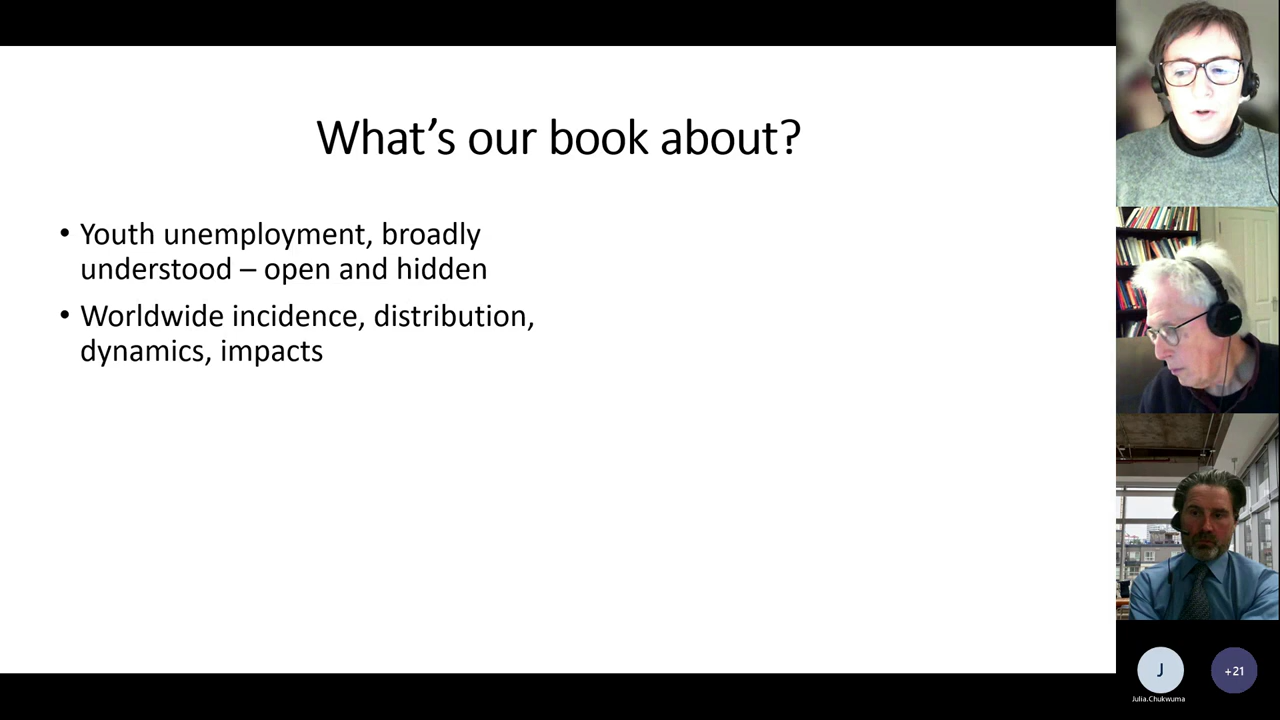 What’s our book about?
• Youth unemployment, broadly
understood – open and hidden
• Worldwide incidence, distribution,
dynamics, impacts
J
+21
Julia.Chukwuma